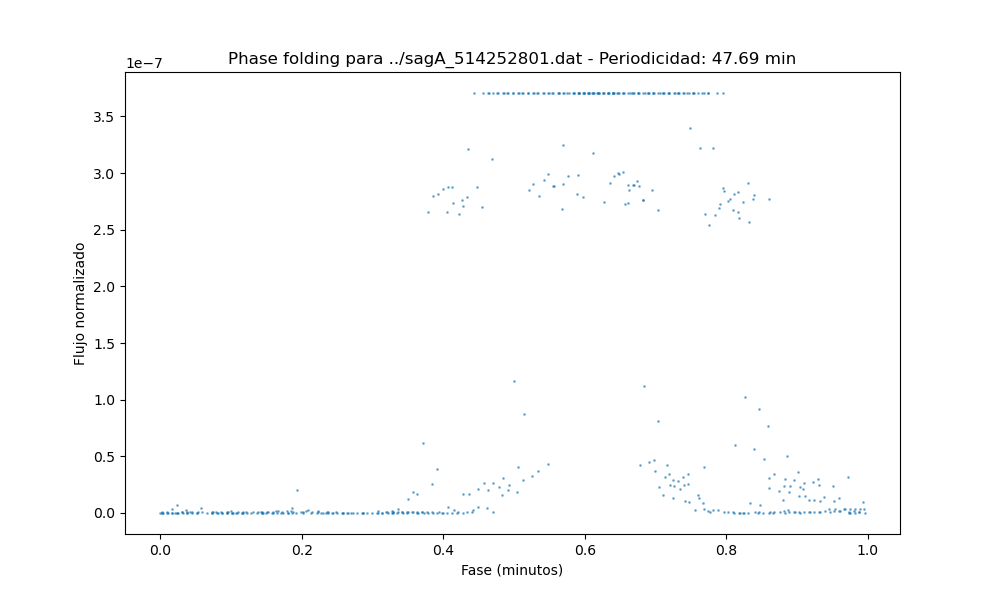 Phase folding para ../sagA_514252801.dat - Periodicidad: 47.69 min
1e−7
3.5
3.0
2.5
2.0
1.5
1.0
0.5
0.0
Flujo normalizado
0.0 0.2 0.4 0.6 0.8 1.0
Fase (minutos)